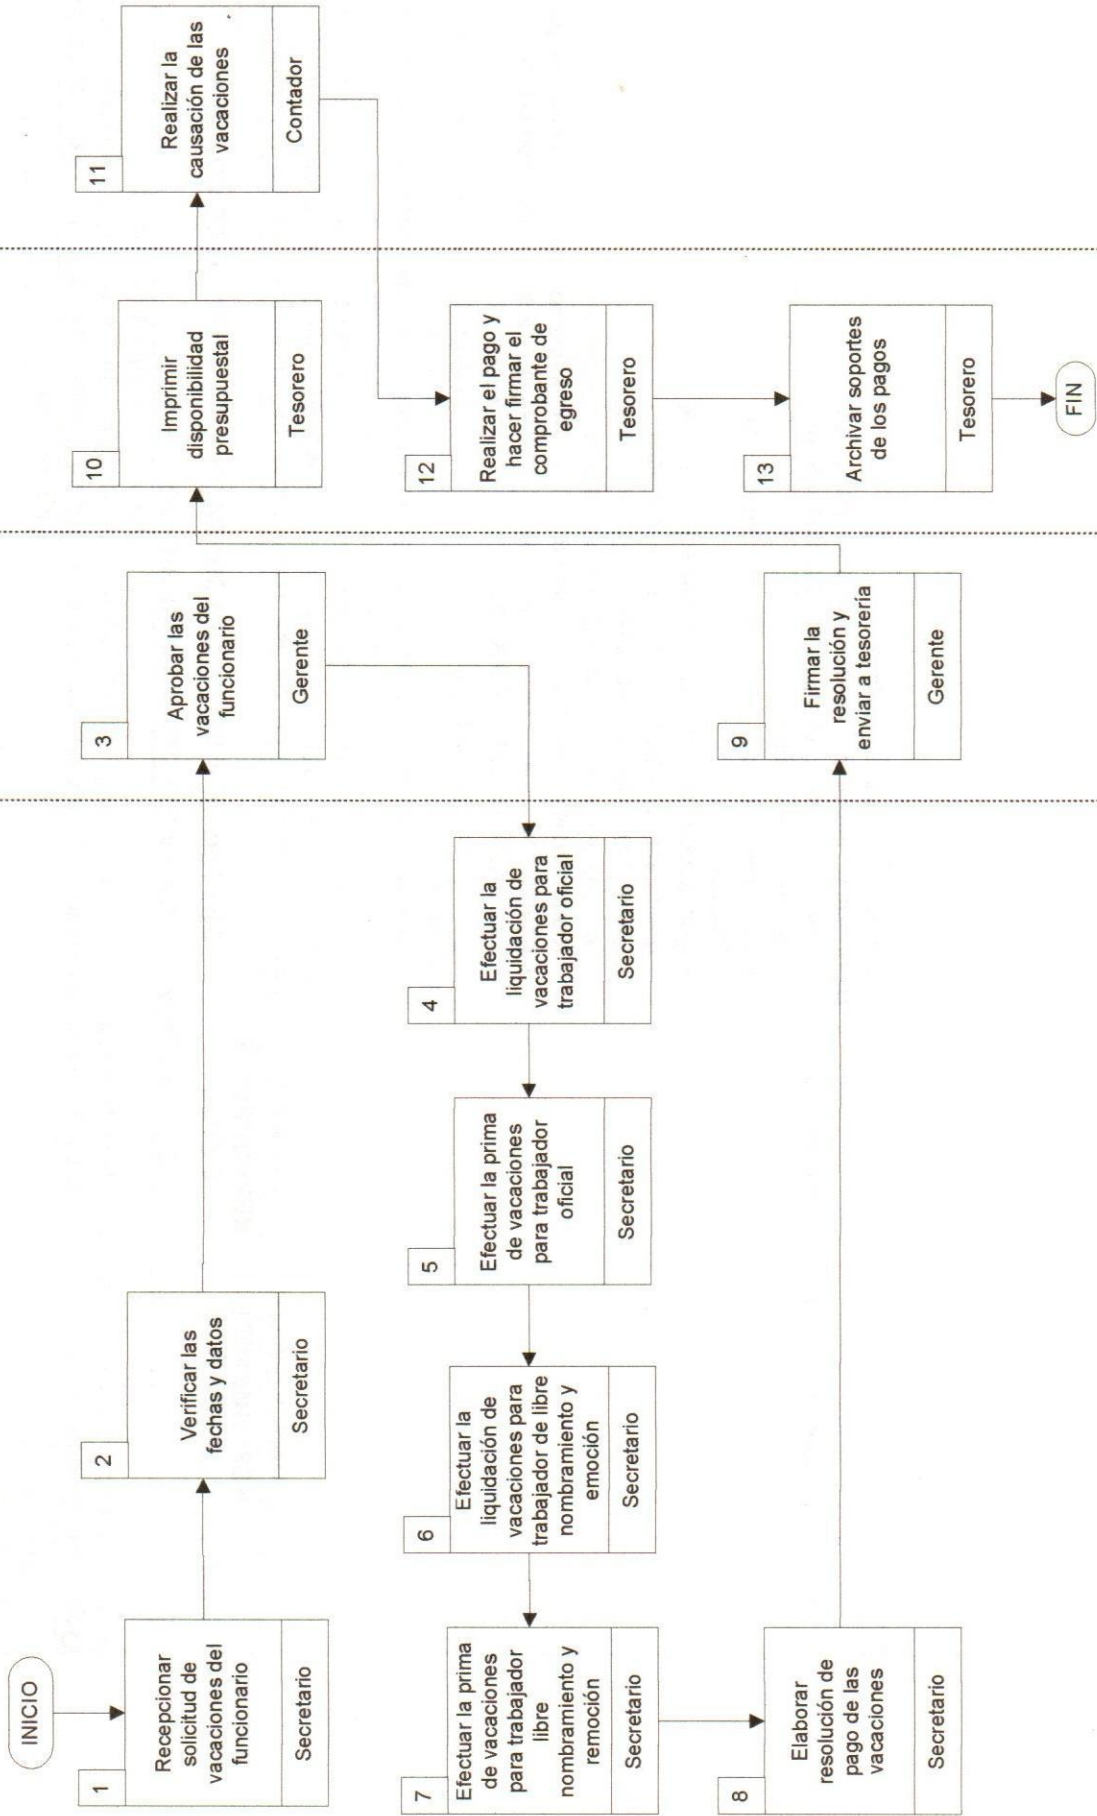 INICIO
1
Recepcionar
solicitud de
vacaciones del
funcionario
Secretario
2
Verificar las
fechas y datos
Secretario
3
Aprobar las
vacaciones del
funcionario
Gerente
4
Efectuar la
liquidación de
vacaciones para
trabajador oficial
Secretario
5
Efectuar la prima
de vacaciones
para trabajador
oficial
Secretario
6
Efectuar la
liquidación de
vacaciones para
trabajador de libre
nombramiento y
emoción
Secretario
7
Efectuar la prima
de vacaciones
para trabajador
libre
nombramiento y
remoción
Secretario
8
Elaborar
resolución de
pago de las
vacaciones
Secretario
9
Firmar la
resolución y
enviar a tesorería
Gerente
10
Imprimir
disponibilidad
presupuestal
Tesorero
11
Realizar la
causación de las
vacaciones
Contador
12
Realizar el pago y
hacer firmar el
comprobante de
egreso
Tesorero
13
Archivar soportes
de los pagos
Tesorero
FIN